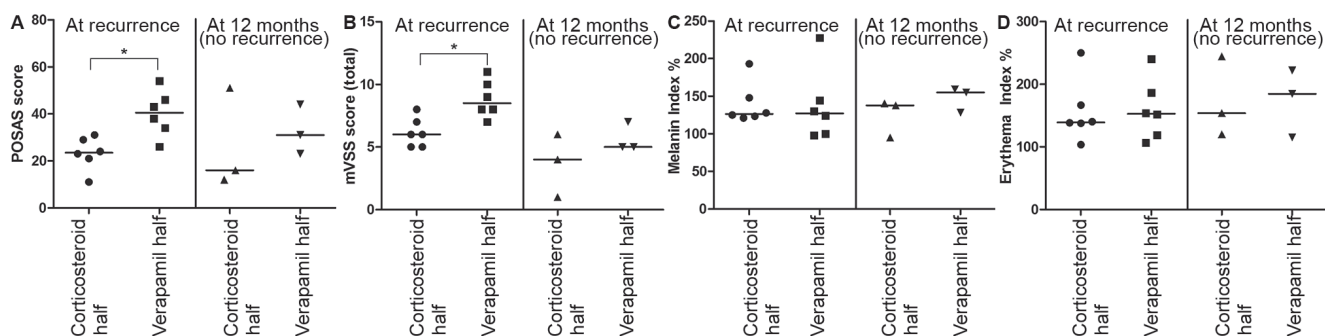 A
At recurrence
At 12 months
(no recurrence)
*
POSAS score
80
60
40
20
0
Corticosteroid
half
Verapamil half
Corticosteroid
half
Verapamil half
B
At recurrence
At 12 months
(no recurrence)
*
mVSS score (total)
15
10
5
0
Corticosteroid
half
Verapamil half
Corticosteroid
half
Verapamil half
C
At recurrence
At 12 months
(no recurrence)
Melanin Index %
250
200
150
100
50
0
Corticosteroid
half
Verapamil half
Corticosteroid
half
Verapamil half
D
At recurrence
At 12 months
(no recurrence)
Erythema Index %
300
200
100
0
Corticosteroid
half
Verapamil half
Corticosteroid
half
Verapamil half